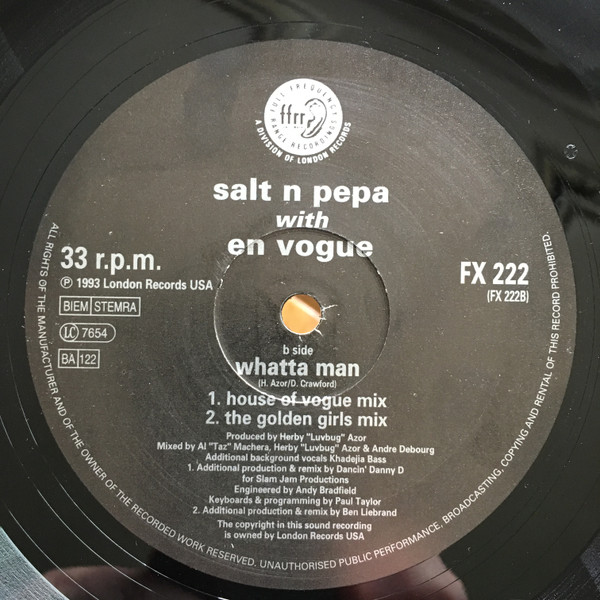 FULL FREQUENCY RANGE RECORDINGS
ffrr
A DIVISION OF LONDON RECORDS
salt n pepa
with
en vogue
33 r.p.m.
℗ 1993 London Records USA
BIEM STEMRA
LC 7654
BA 122
FX 222
(FX 222B)
b side
whatta man
(H. Azor/D. Crawford)
1. house of vogue mix
2. the golden girls mix
Produced by Herby "Luvbug" Azor
Mixed by Al "Taz" Machera, Herby "Luvbug" Azor & Andre Debourg
Additional background vocals Khadejia Bass
1. Additional production & remix by Dancin' Danny D
for Slam Jam Productions
Engineered by Andy Bradfield
Keyboards & programming by Paul Taylor
2. Additional production & remix by Ben Liebrand
The copyright in this sound recording
is owned by London Records USA
ALL RIGHTS OF THE MANUFACTURER AND OF THE OWNER OF THE RECORDED WORK RESERVED. UNAUTHORISED PUBLIC PERFORMANCE, BROADCASTING, COPYING AND RENTAL OF THIS RECORD PROHIBITED.